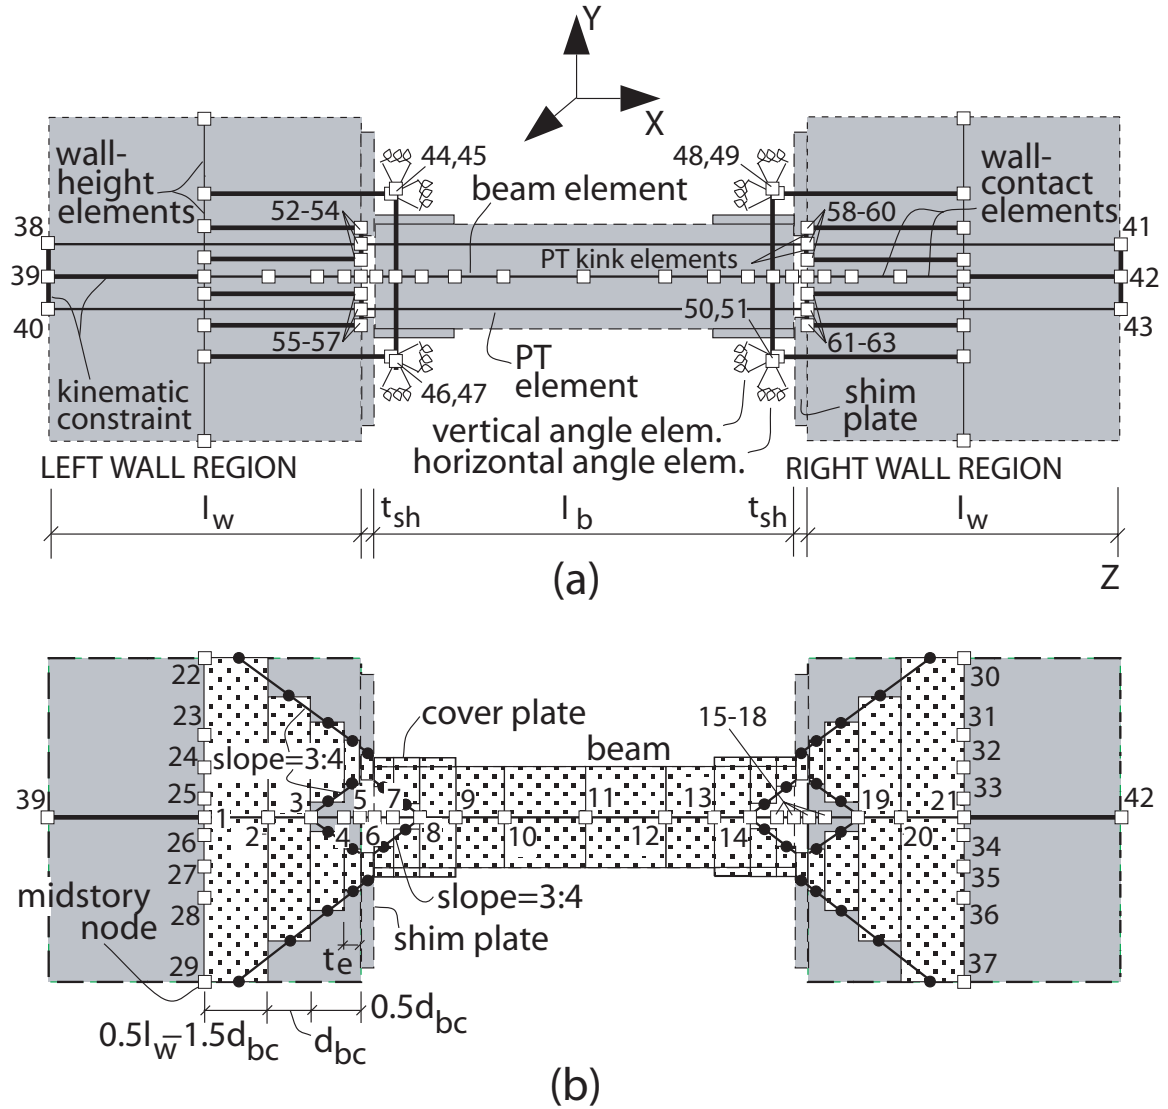 Y
X
44,45
48,49
wall-
height
elements
wall-
contact
elements
beam element
52-54
58-60
38
41
PT kink elements
39
42
50,51
40
43
55-57
61-63
PT
element
46,47
kinematic
constraint
shim
plate
vertical angle elem.
horizontal angle elem.
LEFT WALL REGION
RIGHT WALL REGION
l_w
t_sh
l_b
t_sh
l_w
Z
(a)
22
30
23
31
cover plate
15-18
beam
24
32
slope=3:4
25
33
39
1
2
3
4
5
6
7
8
9
10
11
12
13
14
19
20
21
42
26
34
27
35
midstory
node
28
36
slope=3:4
shim plate
29
37
t_e
0.5d_bc
0.5l_w-1.5d_bc
d_bc
(b)